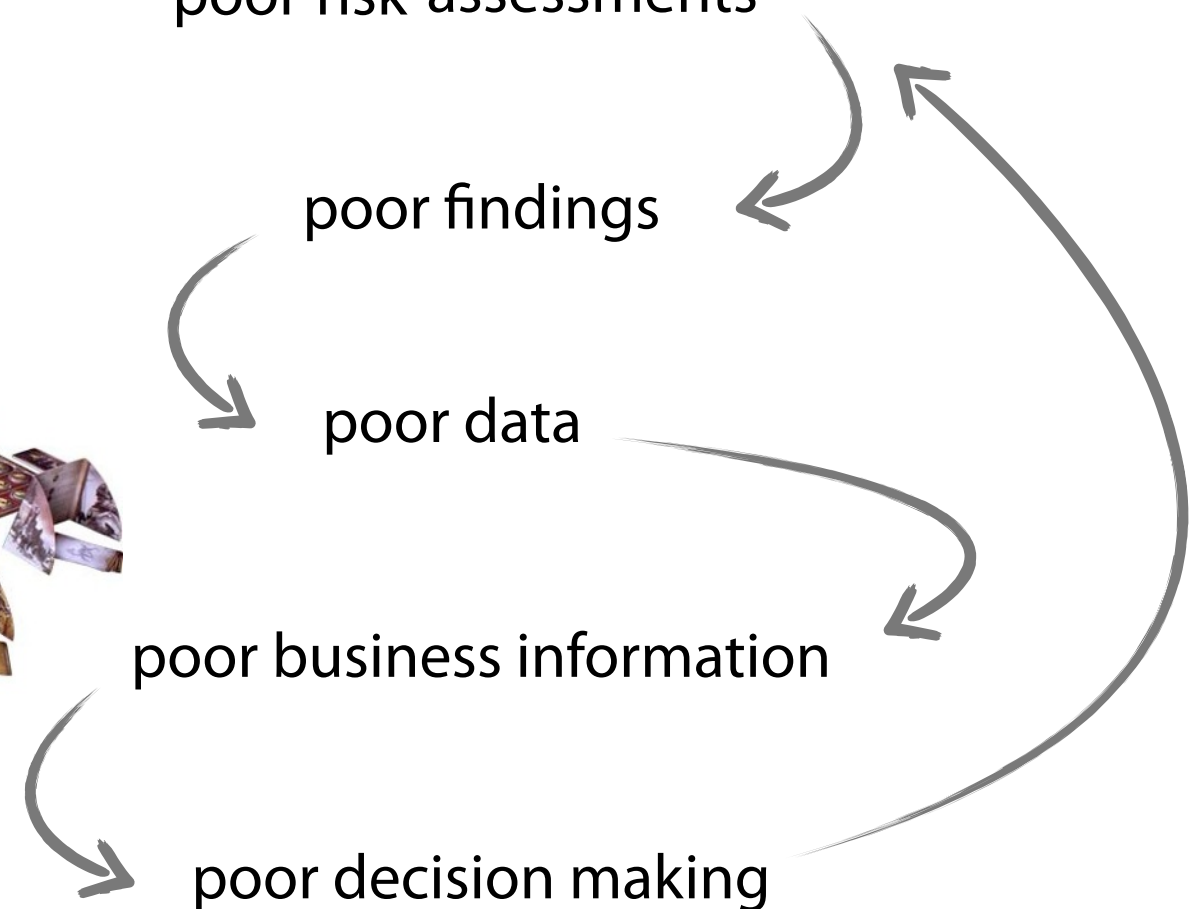 poor risk assessments
poor findings
poor data
poor business information
poor decision making